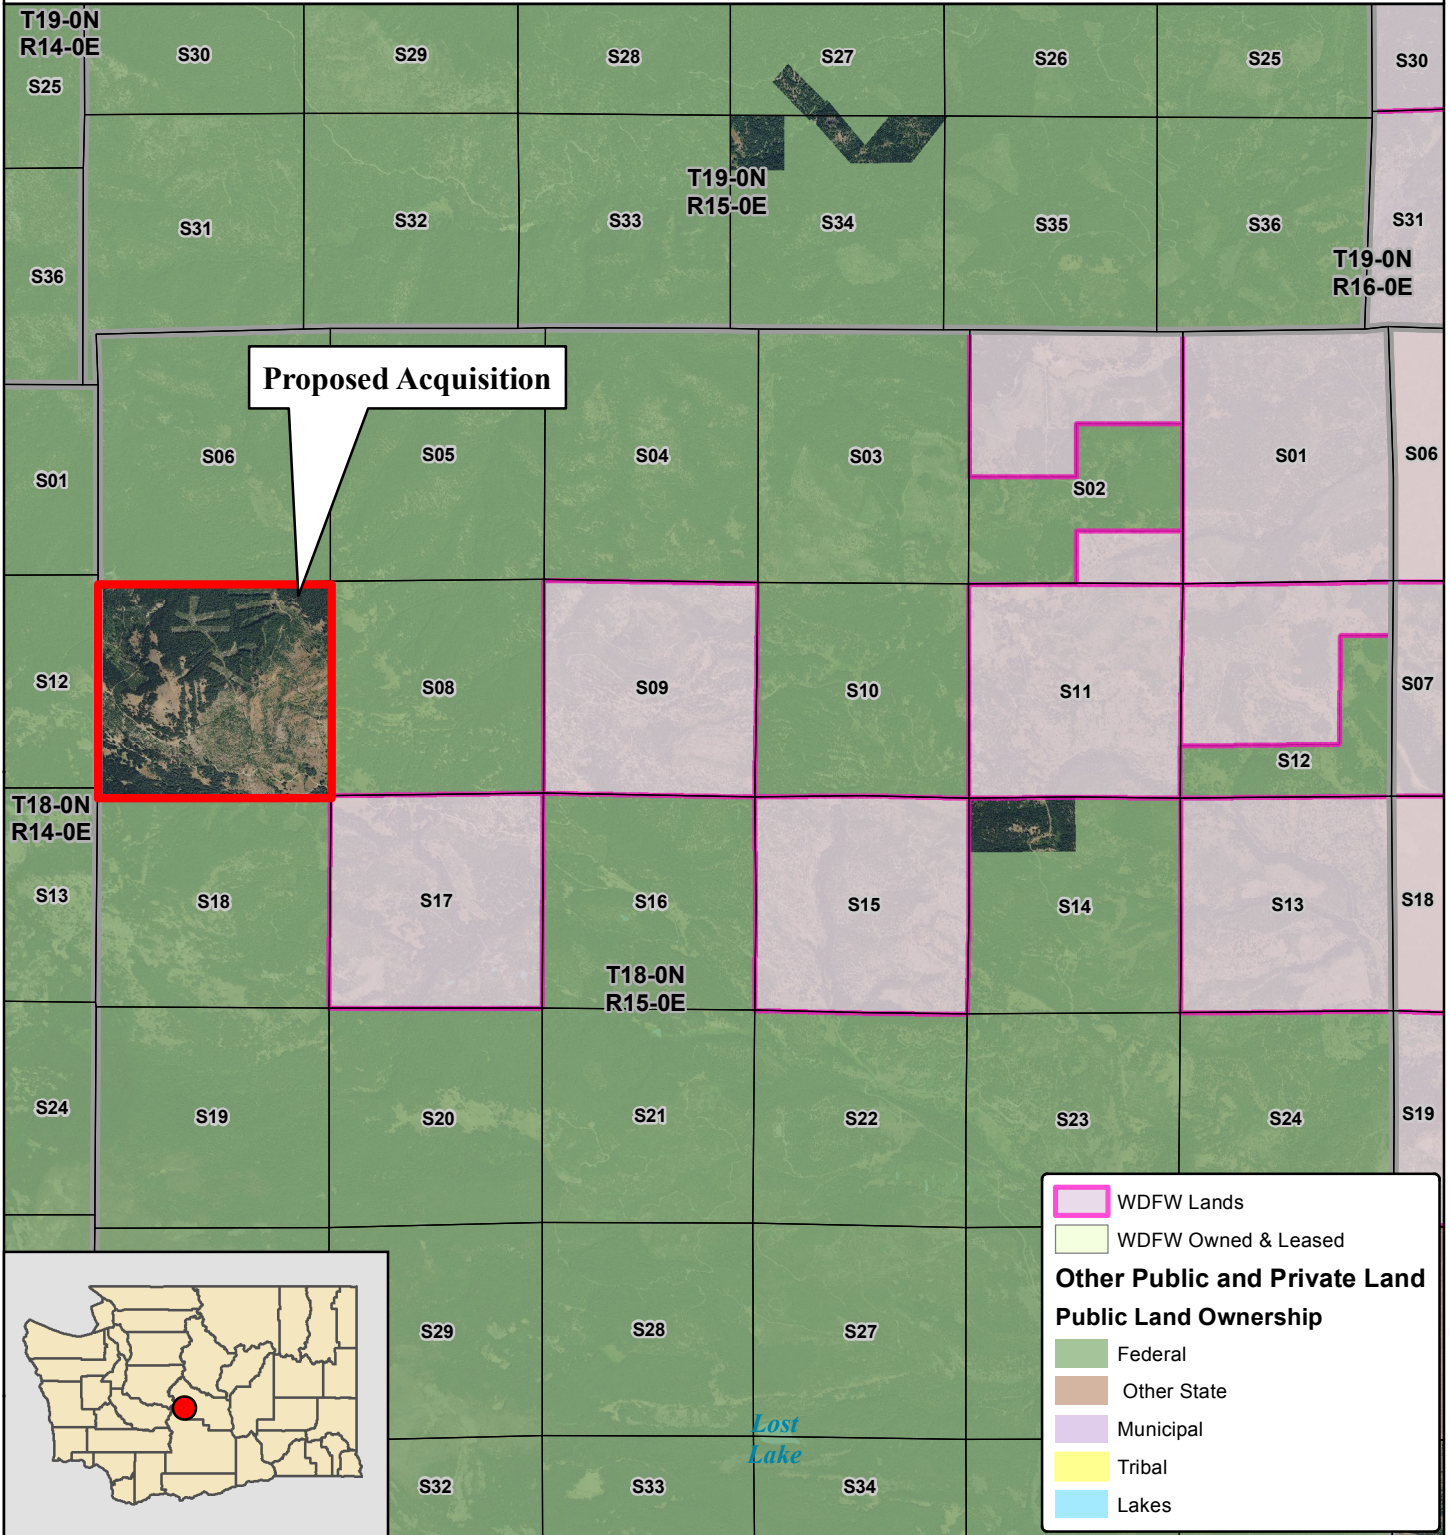 T19-0N
R14-0E
S30
S29
S28
S27
S26
S25
S30
S25
T19-0N
R15-0E
S31
S32
S33
S34
S35
S36
S31
S36
T19-0N
R16-0E
Proposed Acquisition
S01
S06
S05
S04
S03
S02
S01
S06
S12
S08
S09
S10
S11
S12
S07
T18-0N
R14-0E
S13
S18
S17
S16
S15
S14
S13
S18
T18-0N
R15-0E
S24
S19
S20
S21
S22
S23
S24
S19
S29
S28
S27
Lost
Lake
S32
S33
S34
WDFW Lands
WDFW Owned & Leased
Other Public and Private Land
Public Land Ownership
Federal
Other State
Municipal
Tribal
Lakes